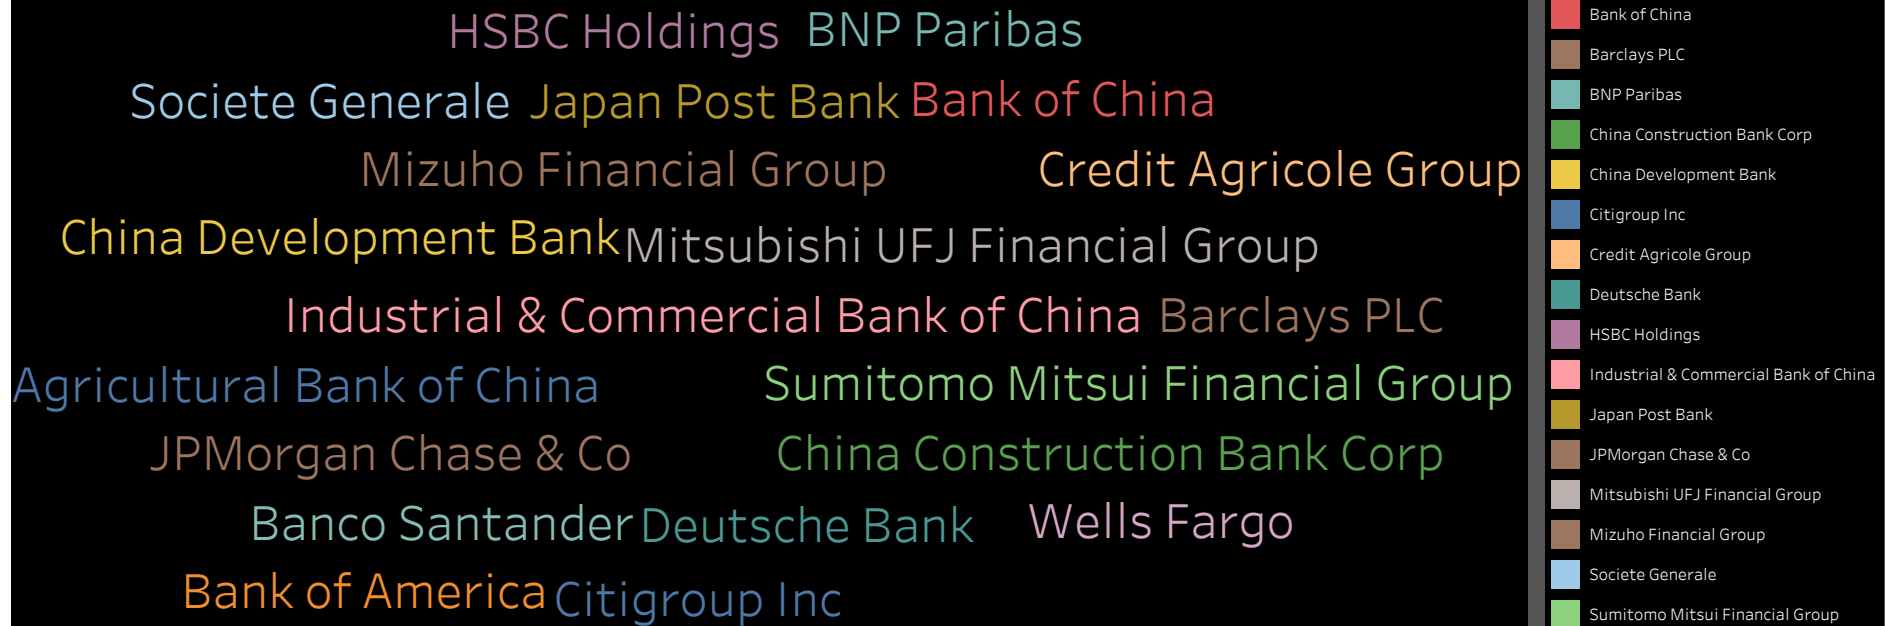 HSBC Holdings BNP Paribas
Societe Generale Japan Post Bank Bank of China
Mizuho Financial Group Credit Agricole Group
China Development Bank Mitsubishi UFJ Financial Group
Industrial & Commercial Bank of China Barclays PLC
Agricultural Bank of China Sumitomo Mitsui Financial Group
JPMorgan Chase & Co China Construction Bank Corp
Banco Santander Deutsche Bank Wells Fargo
Bank of America Citigroup Inc
Bank of China
Barclays PLC
BNP Paribas
China Construction Bank Corp
China Development Bank
Citigroup Inc
Credit Agricole Group
Deutsche Bank
HSBC Holdings
Industrial & Commercial Bank of China
Japan Post Bank
JPMorgan Chase & Co
Mitsubishi UFJ Financial Group
Mizuho Financial Group
Societe Generale
Sumitomo Mitsui Financial Group